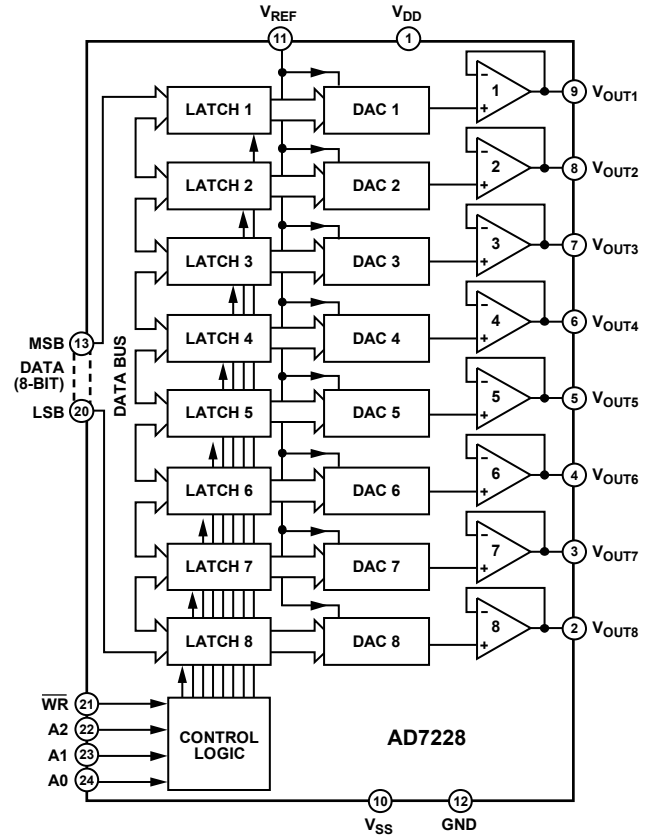 VREF
VDD
11
1
LATCH 1
DAC 1
1
9
VOUT1
LATCH 2
DAC 2
2
8
VOUT2
LATCH 3
DAC 3
3
7
VOUT3
LATCH 4
DAC 4
4
6
VOUT4
MSB
13
DATA
(8-BIT)
LSB
20
DATA BUS
LATCH 5
DAC 5
5
5
VOUT5
LATCH 6
DAC 6
6
4
VOUT6
LATCH 7
DAC 7
7
3
VOUT7
LATCH 8
DAC 8
8
2
VOUT8
WR
21
A2
22
A1
23
A0
24
CONTROL
LOGIC
AD7228
10
12
VSS
GND